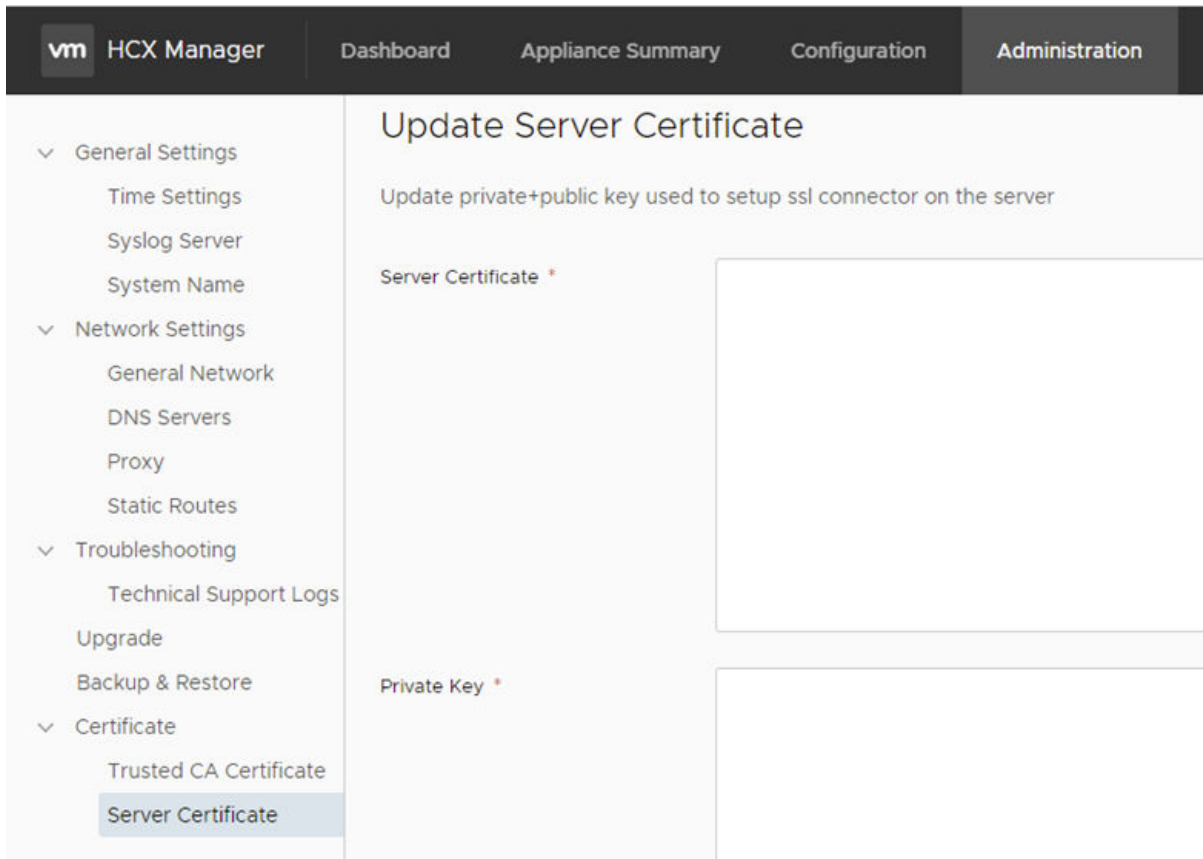 vm HCX Manager Dashboard Appliance Summary Configuration Administration
General Settings
Time Settings
Syslog Server
System Name
Network Settings
General Network
DNS Servers
Proxy
Static Routes
Troubleshooting
Technical Support Logs
Upgrade
Backup & Restore
Certificate
Trusted CA Certificate
Server Certificate
Update Server Certificate
Update private+public key used to setup ssl connector on the server
Server Certificate *
Private Key *